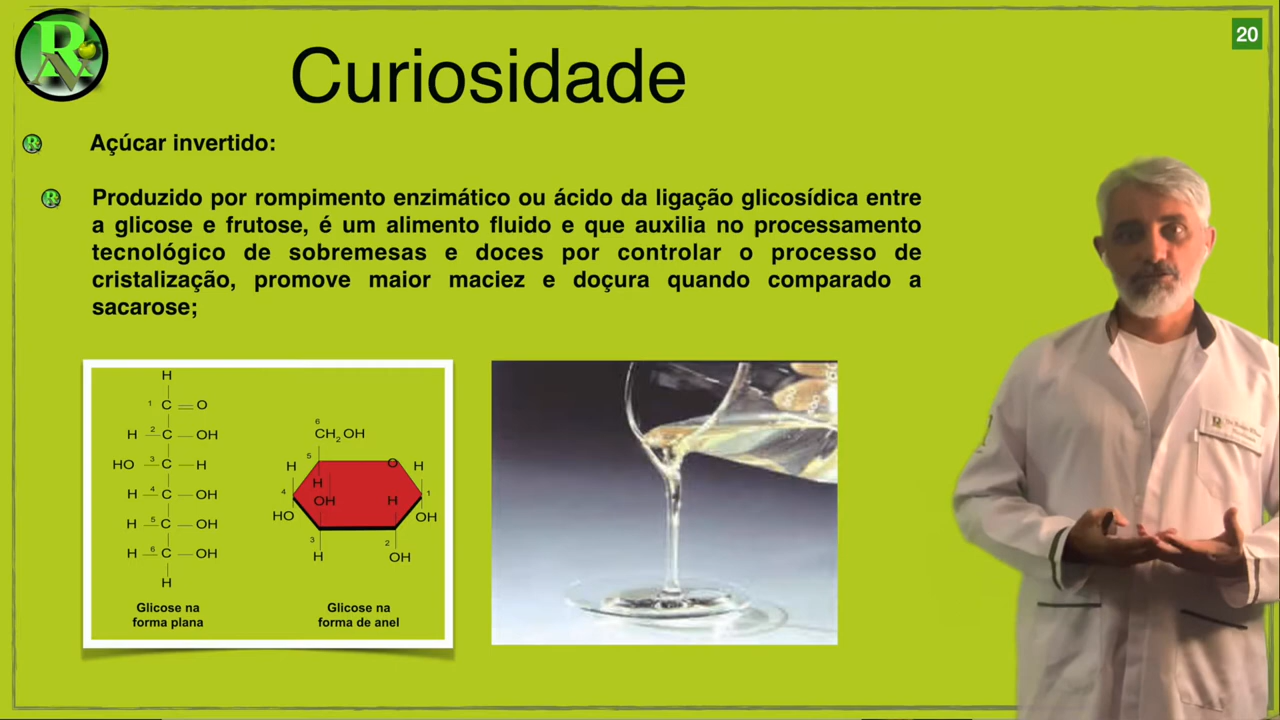 20
Curiosidade
Açúcar invertido:
Produzido por rompimento enzimático ou ácido da ligação glicosídica entre
a glicose e frutose, é um alimento fluido e que auxilia no processamento
tecnológico de sobremesas e doces por controlar o processo de
cristalização, promove maior maciez e doçura quando comparado a
sacarose;
H
1 C O
H 2 C OH
HO 3 C H
H 4 C OH
H 5 C OH
H 6 C OH
H
Glicose na
forma plana
6
CH2OH
5
H O H
4 H 1
OH H
HO OH
3 2
H OH
Glicose na
forma de anel